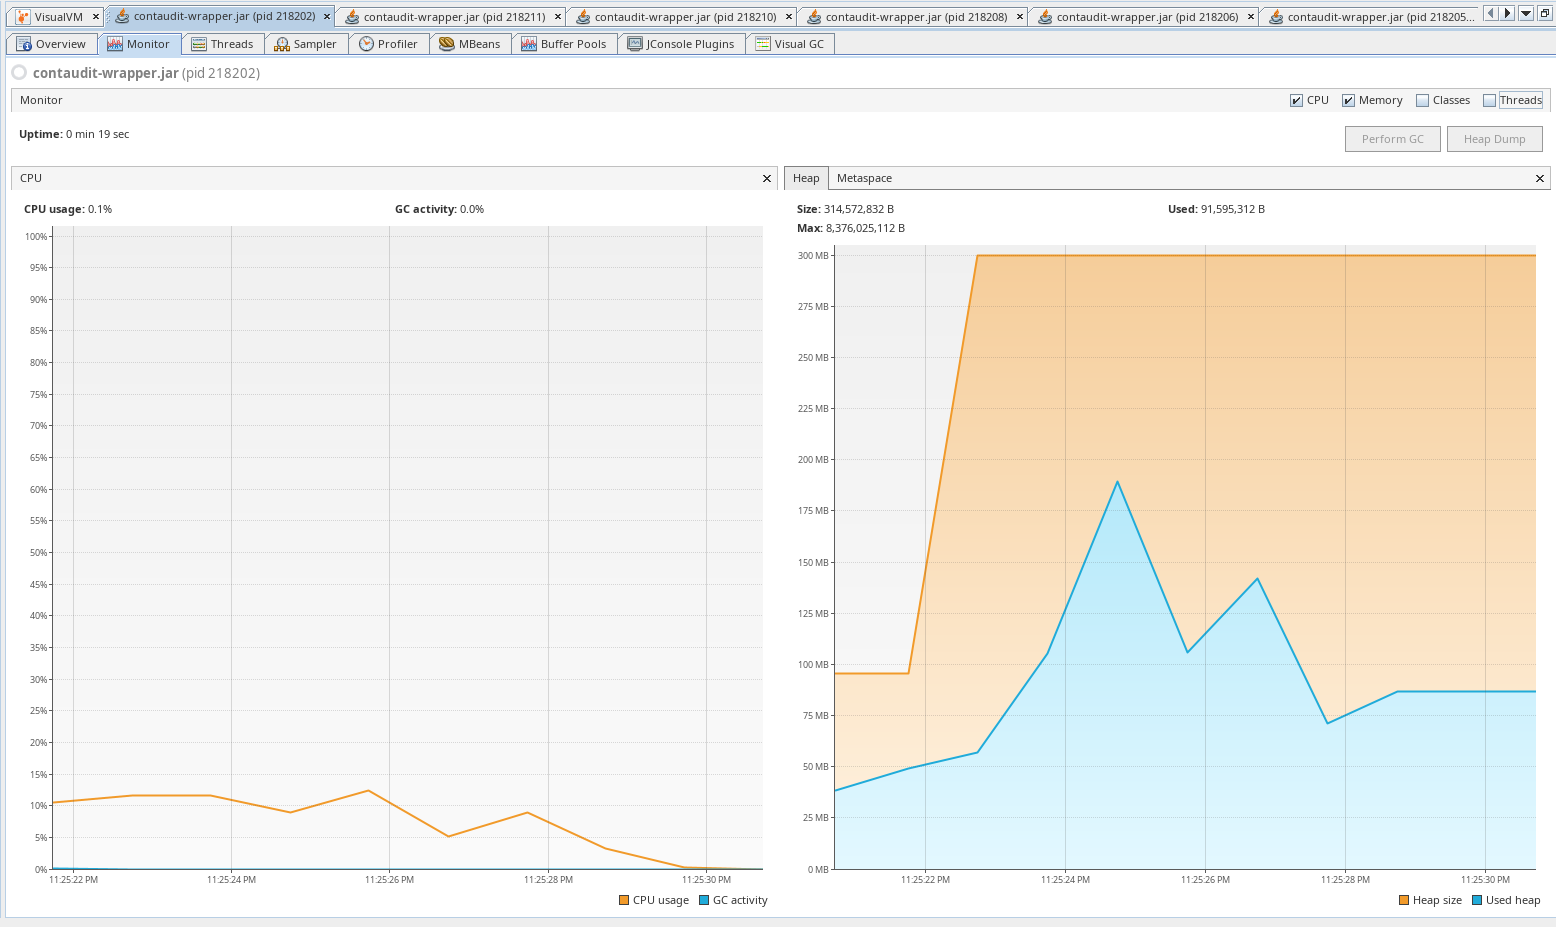 VisualVM
contaudit-wrapper.jar (pid 218202)
contaudit-wrapper.jar (pid 218211)
contaudit-wrapper.jar (pid 218210)
contaudit-wrapper.jar (pid 218208)
contaudit-wrapper.jar (pid 218206)
contaudit-wrapper.jar (pid 218205...
Overview
Monitor
Threads
Sampler
Profiler
MBeans
Buffer Pools
JConsole Plugins
Visual GC
contaudit-wrapper.jar (pid 218202)
Monitor
CPU
Memory
Classes
Threads
Uptime: 0 min 19 sec
Perform GC
Heap Dump
CPU
CPU usage: 0.1%
GC activity: 0.0%
100%
95%
90%
85%
80%
75%
70%
65%
60%
55%
50%
45%
40%
35%
30%
25%
20%
15%
10%
5%
0%
11:25:22 PM
11:25:24 PM
11:25:26 PM
11:25:28 PM
11:25:30 PM
CPU usage
GC activity
Heap
Metaspace
Size: 314,572,832 B
Used: 91,595,312 B
Max: 8,376,025,112 B
300 MB
275 MB
250 MB
225 MB
200 MB
175 MB
150 MB
125 MB
100 MB
75 MB
50 MB
25 MB
0 MB
11:25:22 PM
11:25:24 PM
11:25:26 PM
11:25:28 PM
11:25:30 PM
Heap size
Used heap